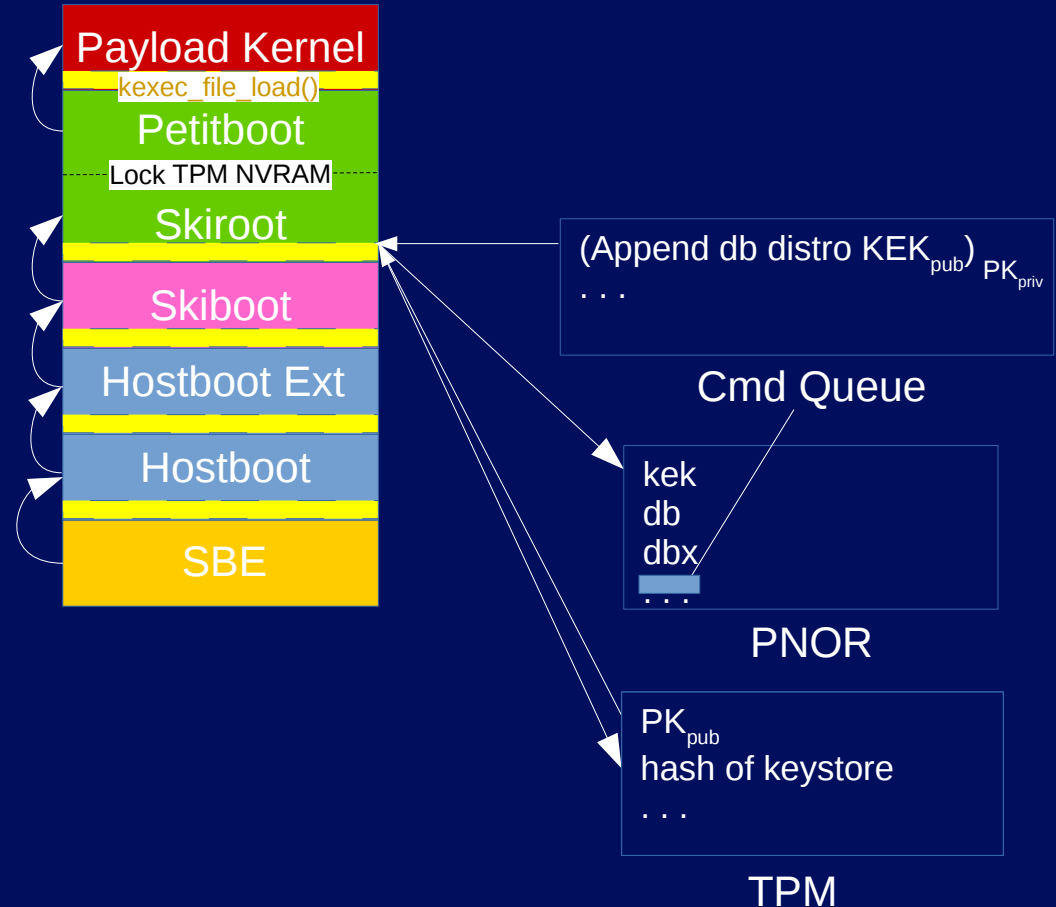 Payload Kernel
kexec_file_load()
Petitboot
Lock TPM NVRAM
Skiroot
Skiboot
Hostboot Ext
Hostboot
SBE
(Append db distro KEKpub) PKpriv
. . .
Cmd Queue
kek
db
dbx
. . .
PNOR
PKpub
hash of keystore
. . .
TPM